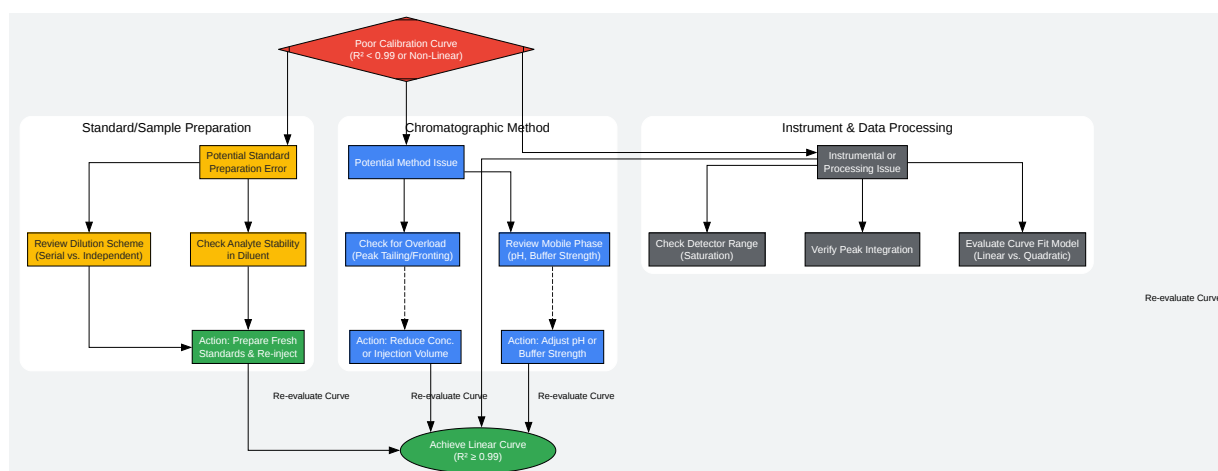 Poor Calibration Curve
(R² < 0.99 or Non-Linear)
Standard/Sample Preparation
Chromatographic Method
Instrument & Data Processing
Potential Standard
Preparation Error
Potential Method Issue
Instrumental or
Processing Issue
Review Dilution Scheme
(Serial vs. Independent)
Check Analyte Stability
in Diluent
Check for Overload
(Peak Tailing/Fronting)
Review Mobile Phase
(pH, Buffer Strength)
Check Detector Range
(Saturation)
Verify Peak Integration
Evaluate Curve Fit Model
(Linear vs. Quadratic)
Re-evaluate Curve
Action: Prepare Fresh
Standards & Re-inject
Action: Reduce Conc.
or Injection Volume
Action: Adjust pH or
Buffer Strength
Re-evaluate Curve
Re-evaluate Curve
Re-evaluate Curve
Achieve Linear Curve
(R² ≥ 0.99)